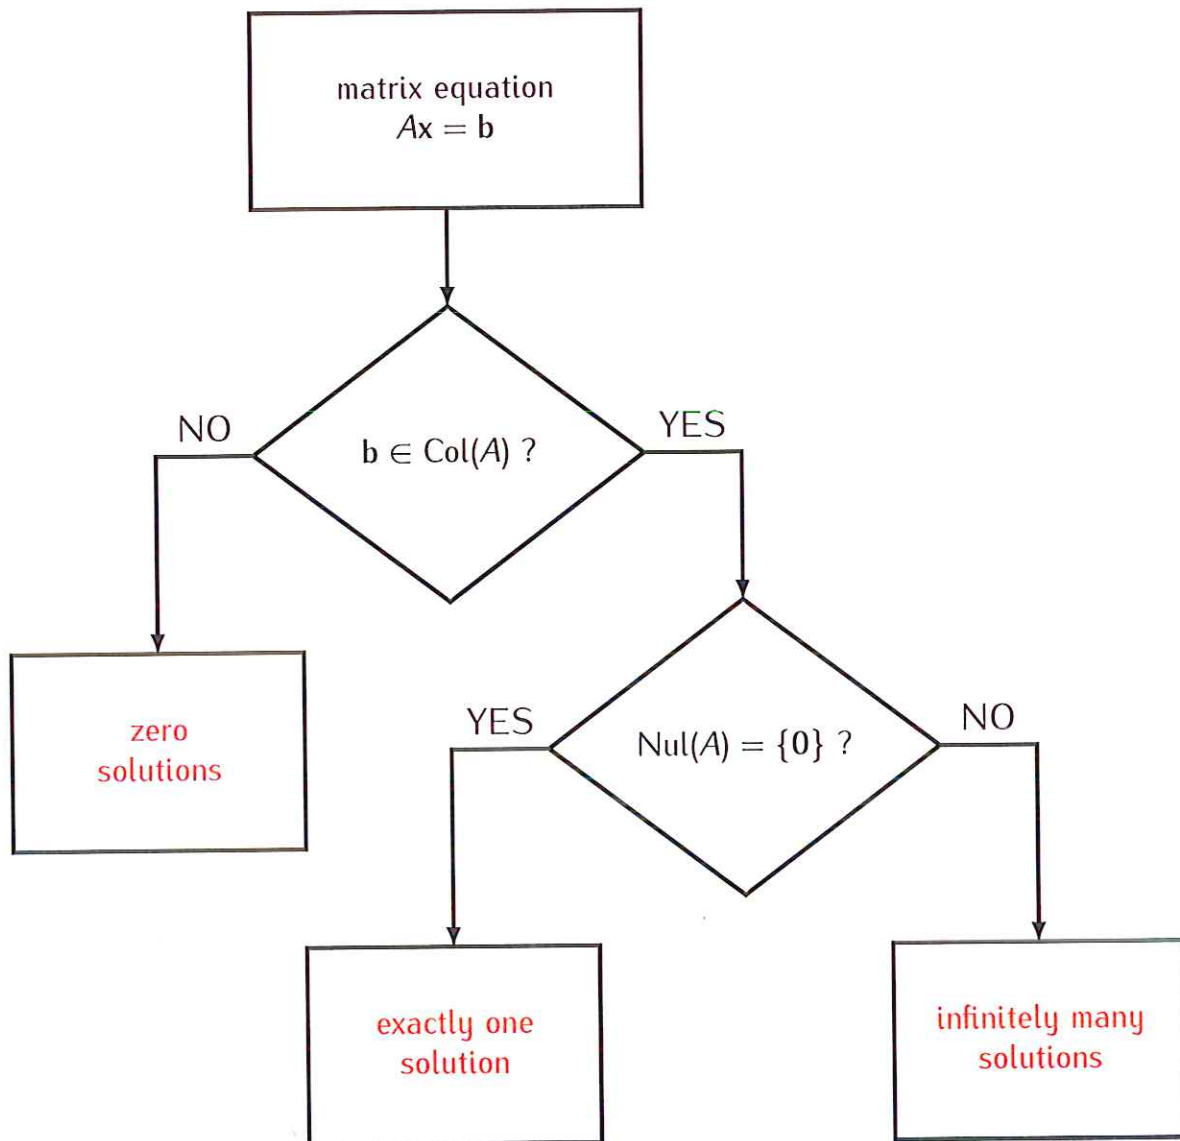 matrix equation
Ax = b
NO
YES
b ∈ Col(A) ?
zero
solutions
YES
NO
Nul(A) = {0} ?
exactly one
solution
infinitely many
solutions